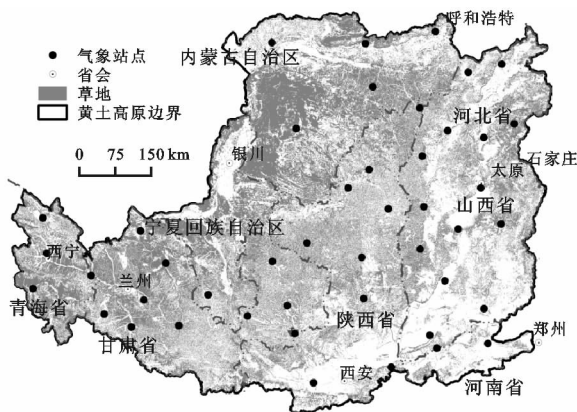 呼和浩特
内蒙古自治区
气象站点
省会
草地
黄土高原边界
0 75 150 km
河北省
银川
石家庄
太原
宁夏回族自治区
山西省
西宁
兰州
青海省
陕西省
甘肃省
郑州
西安
河南省